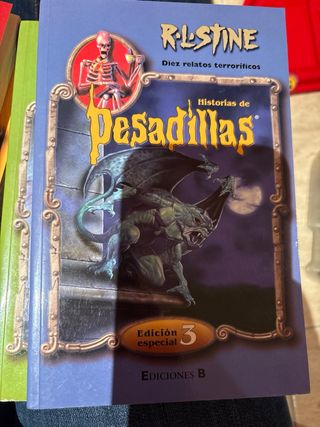 R.L.STINE
Diez relatos terroríficos
Historias de
Pesadillas®
Edición
especial 3
EDICIONES B